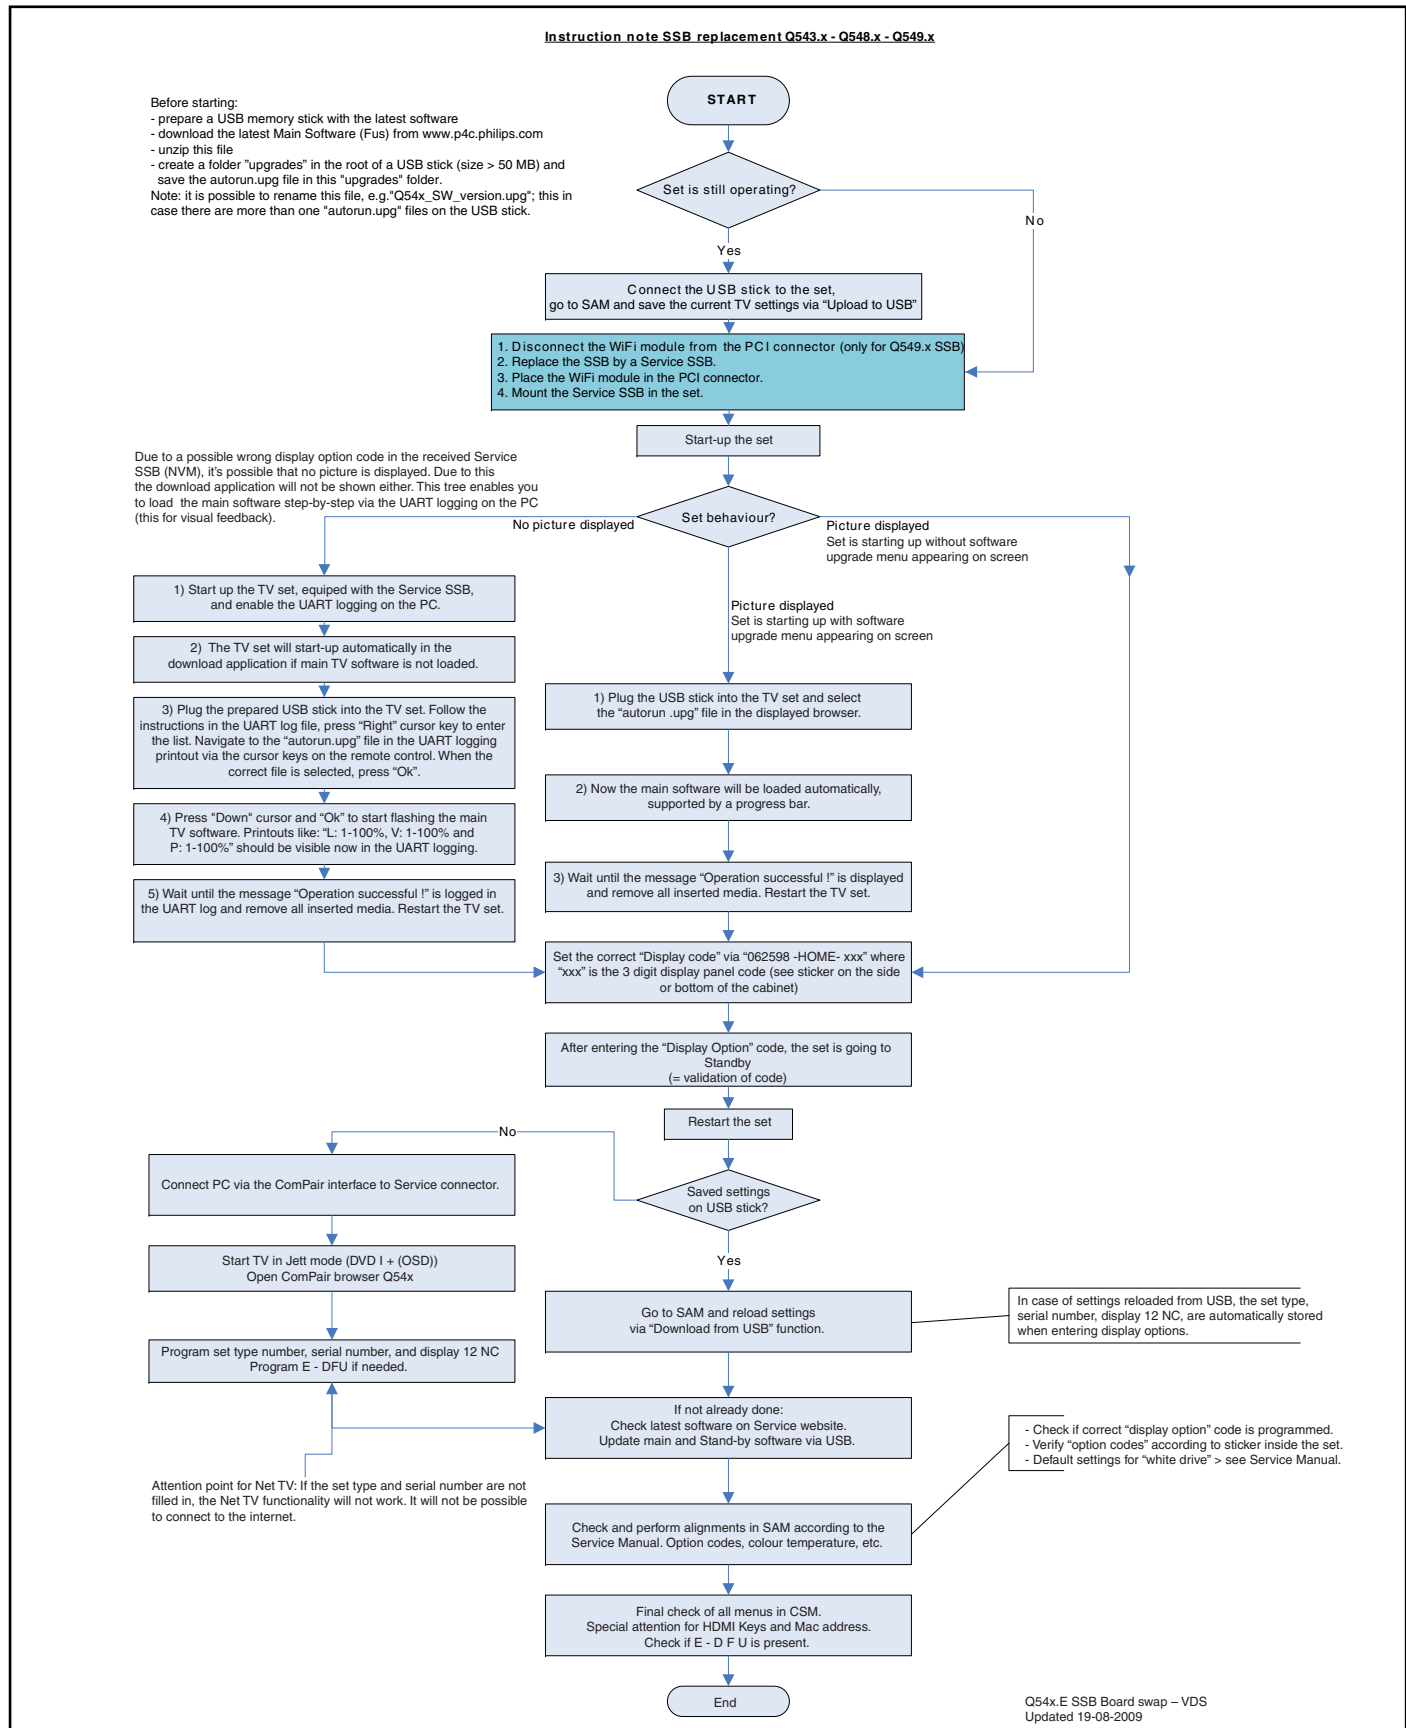 Instruction note SSB replacement Q543.x - Q548.x - Q549.x
START
Before starting:
- prepare a USB memory stick with the latest software
- download the latest Main Software (Fus) from www.p4c.philips.com
- unzip this file
- create a folder ”upgrades” in the root of a USB stick (size > 50 MB) and
save the autorun.upg file in this "upgrades" folder.
Note: it is possible to rename this file, e.g."Q54x_SW_version.upg"; this in
case there are more than one "autorun.upg" files on the USB stick.
Set is still operating?
No
Yes
Connect the USB stick to the set,
go to SAM and save the current TV settings via “Upload to USB”
1. Disconnect the WiFi module from the PCI connector (only for Q549.x SSB)
2. Replace the SSB by a Service SSB.
3. Place the WiFi module in the PCI connector.
4. Mount the Service SSB in the set.
Start-up the set
Due to a possible wrong display option code in the received Service
SSB (NVM), it’s possible that no picture is displayed. Due to this
the download application will not be shown either. This tree enables you
to load the main software step-by-step via the UART logging on the PC
(this for visual feedback).
Set behaviour?
No picture displayed
Picture displayed
Set is starting up without software
upgrade menu appearing on screen
1) Start up the TV set, equiped with the Service SSB,
and enable the UART logging on the PC.
Picture displayed
Set is starting up with software
upgrade menu appearing on screen
2) The TV set will start-up automatically in the
download application if main TV software is not loaded.
3) Plug the prepared USB stick into the TV set. Follow the
instructions in the UART log file, press “Right” cursor key to enter
the list. Navigate to the “autorun.upg” file in the UART logging
printout via the cursor keys on the remote control. When the
correct file is selected, press “Ok”.
1) Plug the USB stick into the TV set and select
the “autorun .upg” file in the displayed browser.
4) Press "Down" cursor and “Ok” to start flashing the main
TV software. Printouts like: “L: 1-100%, V: 1-100% and
P: 1-100%” should be visible now in the UART logging.
2) Now the main software will be loaded automatically,
supported by a progress bar.
5) Wait until the message “Operation successful !” is logged in
the UART log and remove all inserted media. Restart the TV set.
3) Wait until the message “Operation successful !” is displayed
and remove all inserted media. Restart the TV set.
Set the correct “Display code” via “062598 -HOME- xxx” where
“xxx” is the 3 digit display panel code (see sticker on the side
or bottom of the cabinet)
After entering the “Display Option” code, the set is going to
Standby
(= validation of code)
Restart the set
No
Saved settings
on USB stick?
Yes
Connect PC via the ComPair interface to Service connector.
Start TV in Jett mode (DVD I + (OSD))
Open ComPair browser Q54x
Program set type number, serial number, and display 12 NC
Program E - DFU if needed.
Go to SAM and reload settings
via “Download from USB” function.
In case of settings reloaded from USB, the set type,
serial number, display 12 NC, are automatically stored
when entering display options.
If not already done:
Check latest software on Service website.
Update main and Stand-by software via USB.
- Check if correct “display option” code is programmed.
- Verify “option codes” according to sticker inside the set.
- Default settings for “white drive” > see Service Manual.
Attention point for Net TV: If the set type and serial number are not
filled in, the Net TV functionality will not work. It will not be possible
to connect to the internet.
Check and perform alignments in SAM according to the
Service Manual. Option codes, colour temperature, etc.
Final check of all menus in CSM.
Special attention for HDMI Keys and Mac address.
Check if E - D F U is present.
End
Q54x.E SSB Board swap – VDS
Updated 19-08-2009